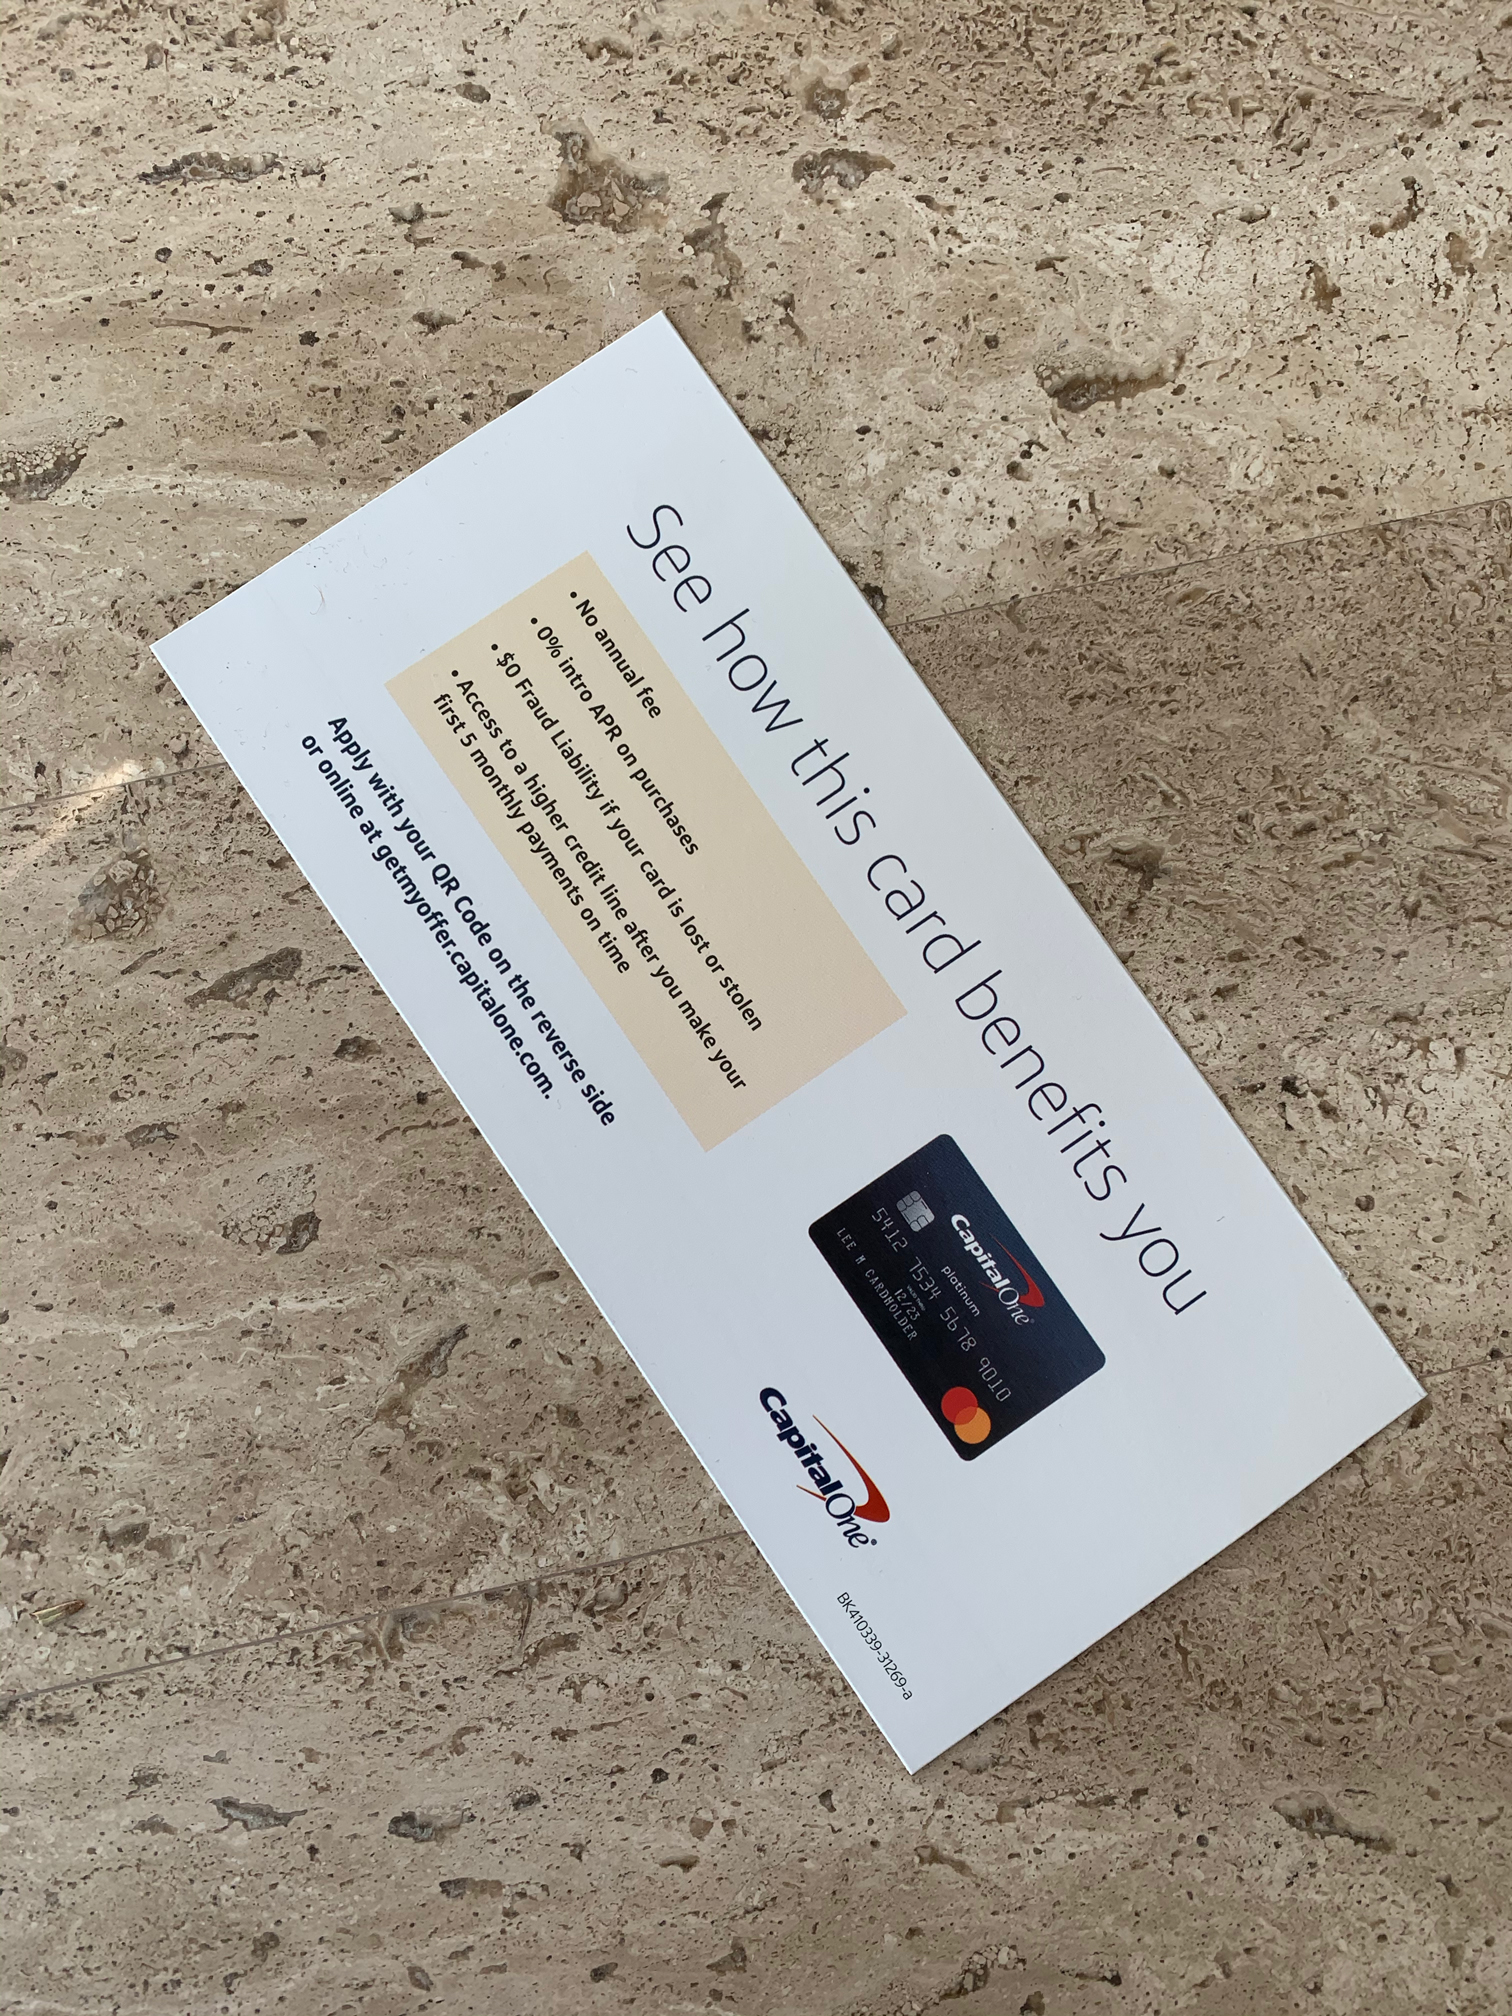 See how this card benefits you
• No annual fee
• 0% intro APR on purchases
• $0 Fraud Liability if your card is lost or stolen
• Access to a higher credit line after you make your
first 5 monthly payments on time
Apply with your QR Code on the reverse side
or online at getmyoffer.capitalone.com.
Capital One®
platinum
5412 7534 5678 9010
12/23
LEE M CARDHOLDER
Capital One®
BK410339-31269-a